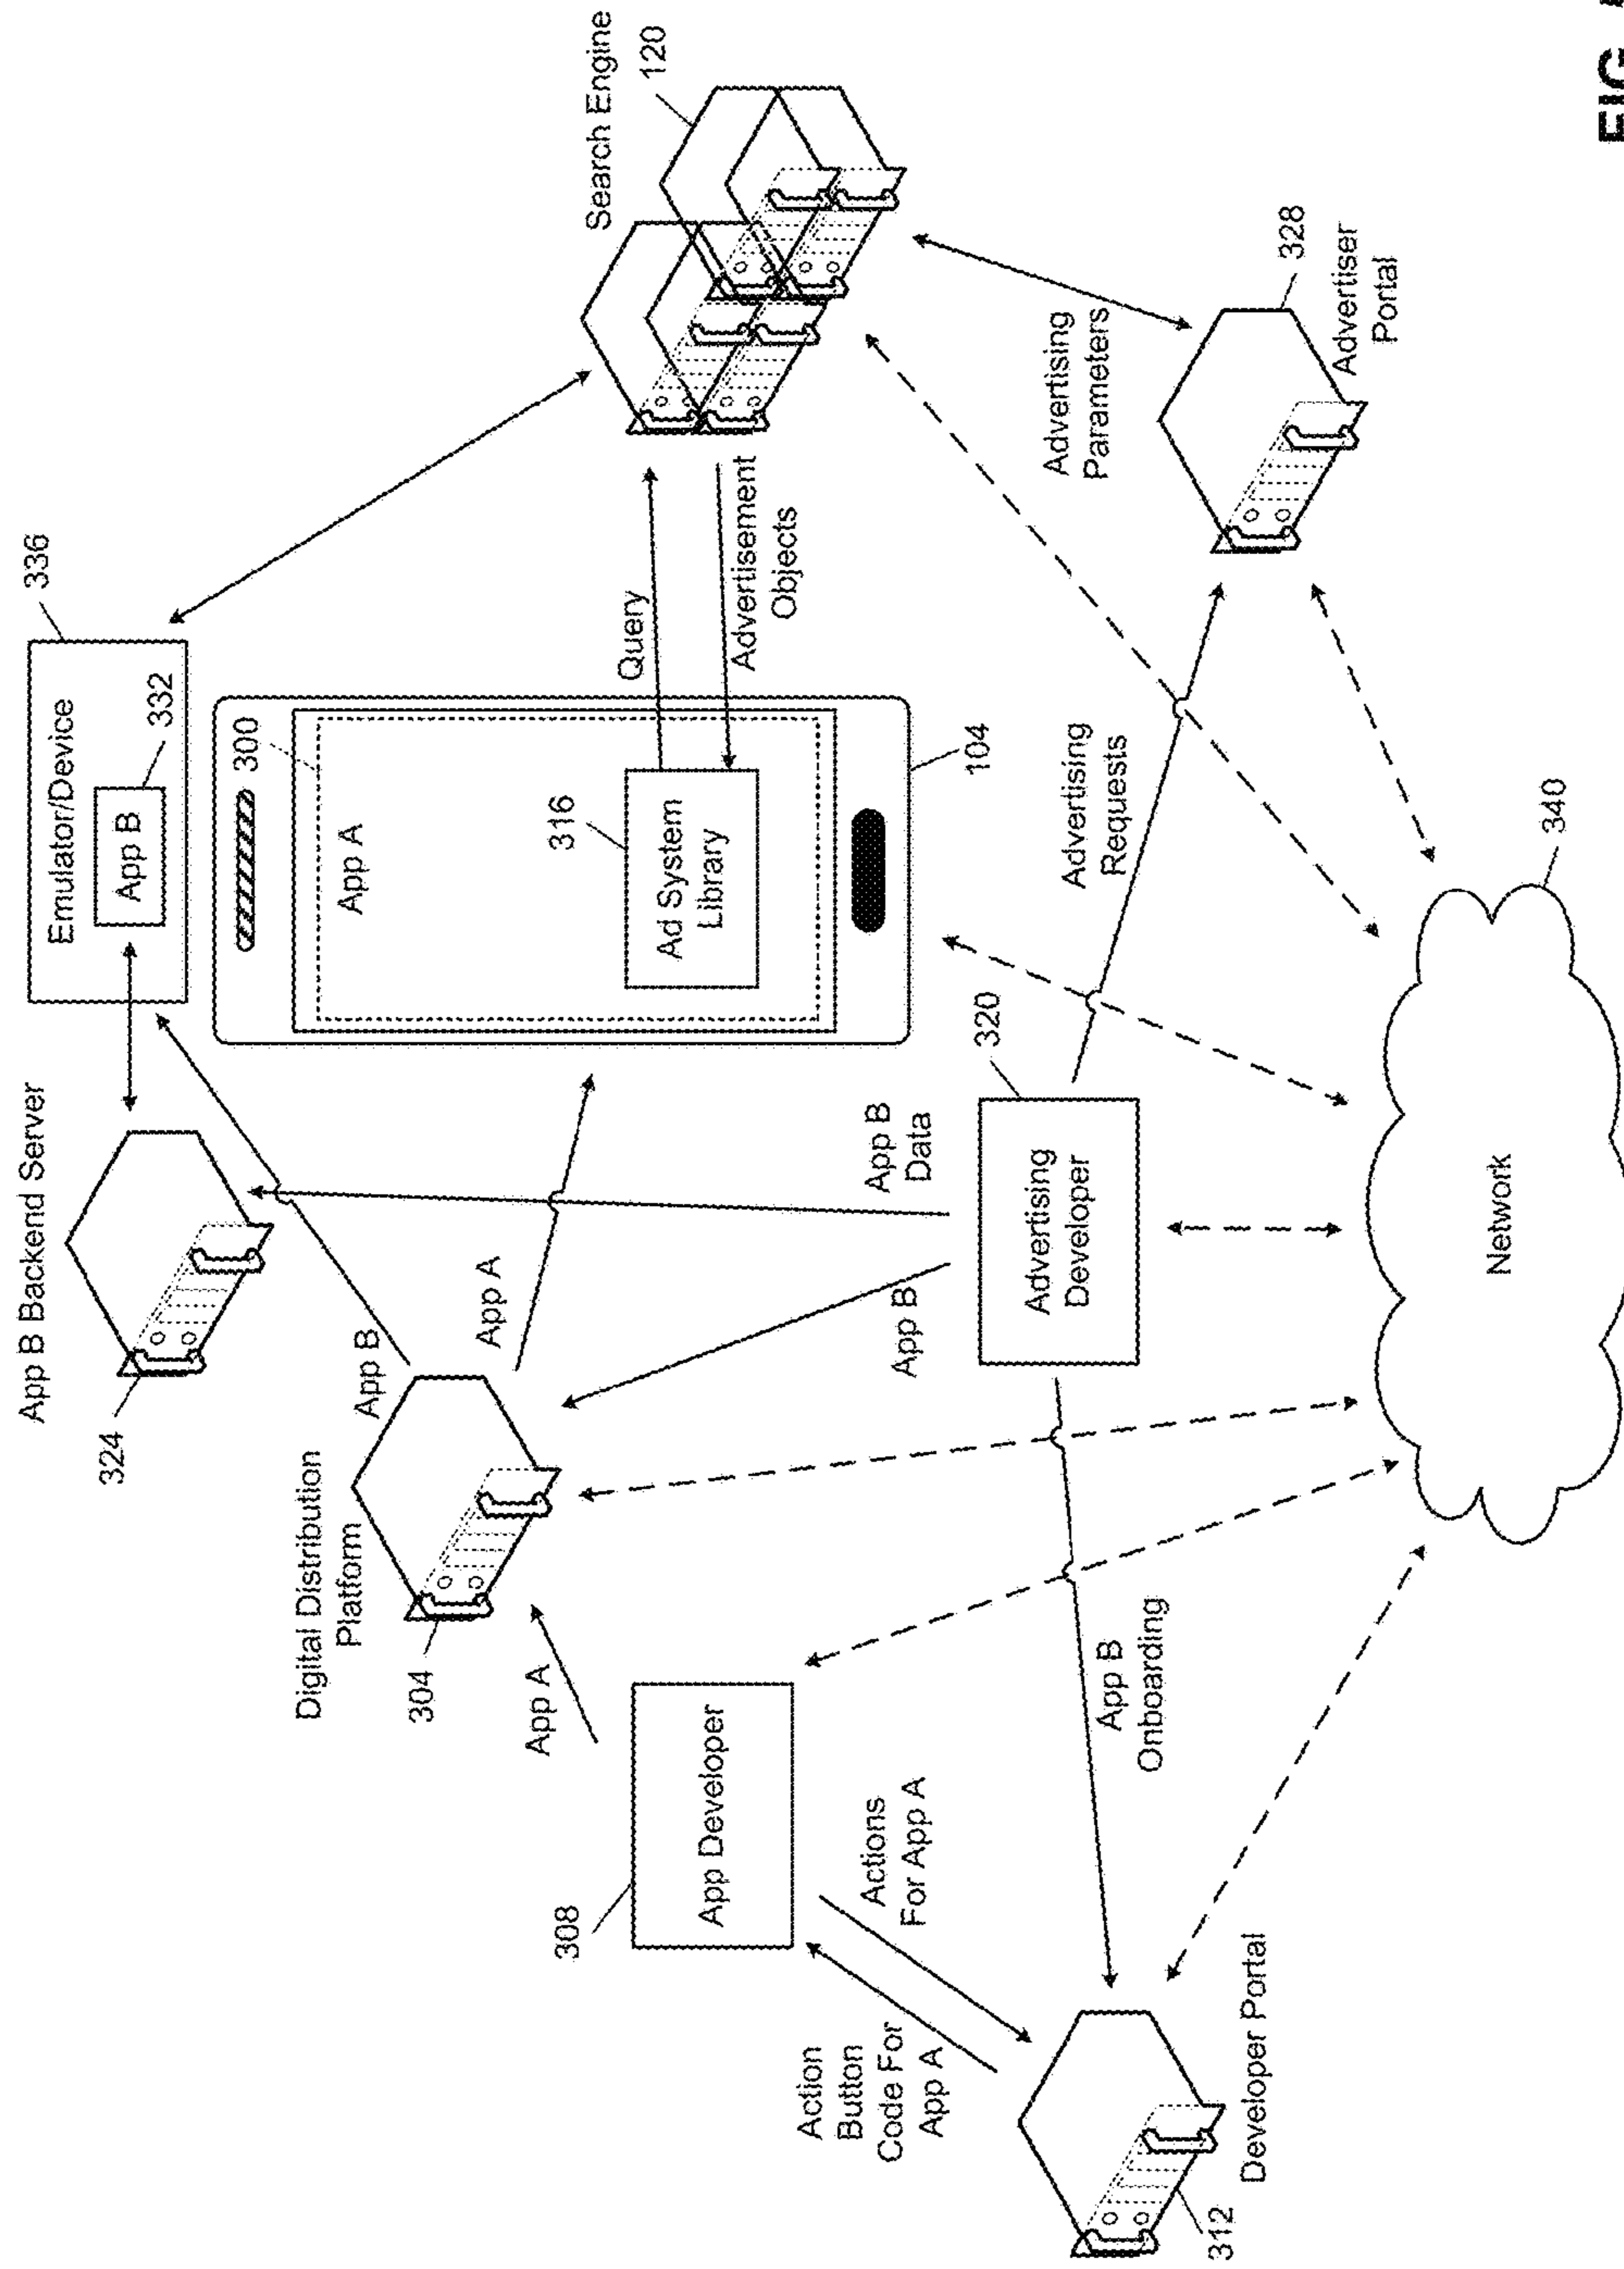 App B Backend Server
324
336
Emulator/Device
App B
332
Search Engine
120
Digital Distribution
Platform
304
App B
App A
App A
300
App A
316
Ad System
Library
104
Query
Advertisement
Objects
308
App Developer
Action
Button
Code For
App A
Actions
For App A
App B
App B
Data
320
Advertising
Developer
Advertising
Requests
Advertising
Parameters
328
Advertiser
Portal
App B
Onboarding
312
Developer Portal
Network
340
FIG.